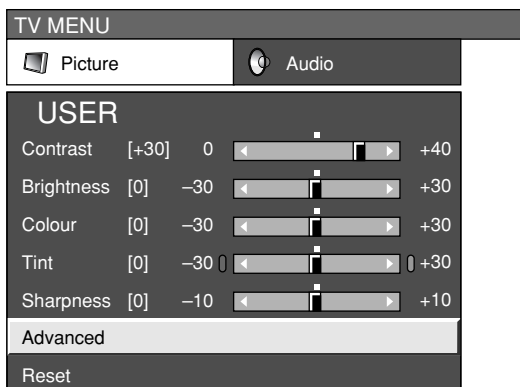 TV MENU
Picture Audio
USER
Contrast [+30] 0 +40
Brightness [0] –30 +30
Colour [0] –30 +30
Tint [0] –30 +30
Sharpness [0] –10 +10
Advanced
Reset